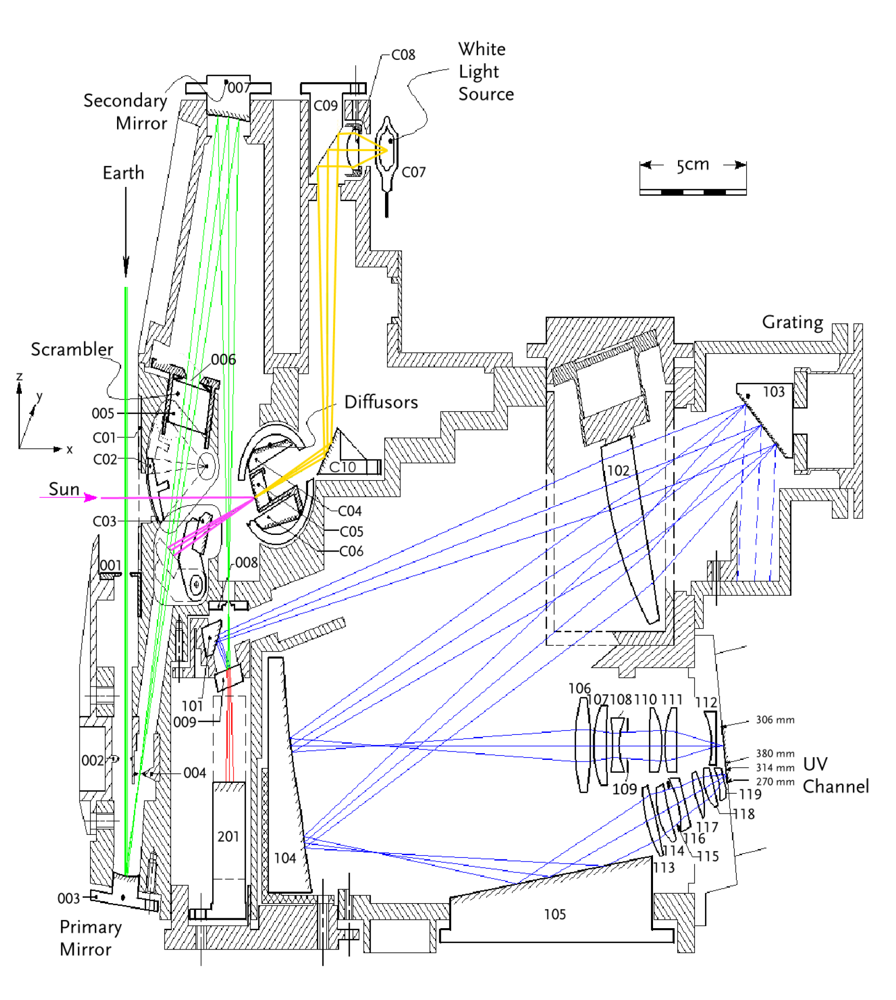 C08
White
Light
Source
007
Secondary
Mirror
C09
Earth
5cm
C07
Grating
Scrambler
006
z
y
x
005
Diffusors
103
C01
C02
C10
102
Sun
C04
C03
C05
C06
001
008
101
009
106
107
108
110
111
112
306 mm
380 mm
314 mm
270 mm
UV
Channel
002
004
109
119
118
117
116
115
114
113
201
104
003
105
Primary
Mirror